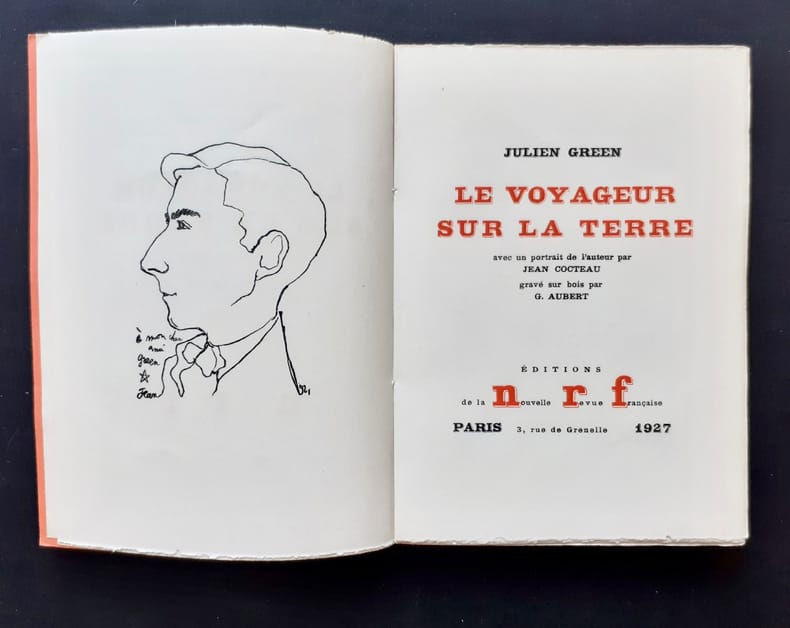 à mon cher
ami
green
Jean
JULIEN GREEN
LE VOYAGEUR
SUR LA TERRE
avec un portrait de l'auteur par
JEAN COCTEAU
gravé sur bois par
G. AUBERT
ÉDITIONS
de la nouvelle revue française
PARIS 3, rue de Grenelle 1927